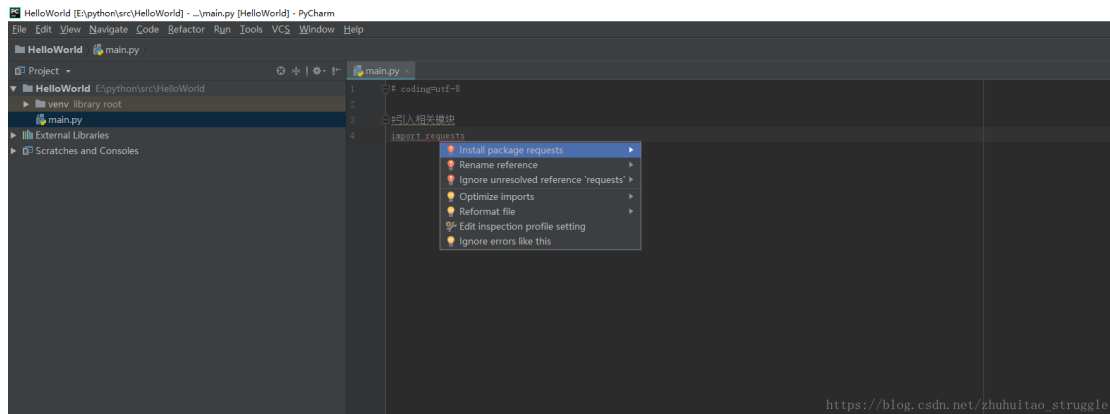 HelloWorld [E:\python\src\HelloWorld] - ...\main.py [HelloWorld] - PyCharm
File Edit View Navigate Code Refactor Run Tools VCS Window Help
HelloWorld main.py
Project
main.py
HelloWorld E:\python\src\HelloWorld
venv library root
main.py
External Libraries
Scratches and Consoles
1 # coding=utf-8
2
3 #引入相关模块
4 import requests
Install package requests
Rename reference
Ignore unresolved reference 'requests'
Optimize imports
Reformat file
Edit inspection profile setting
Ignore errors like this
https://blog.csdn.net/zhuhuitao_struggle